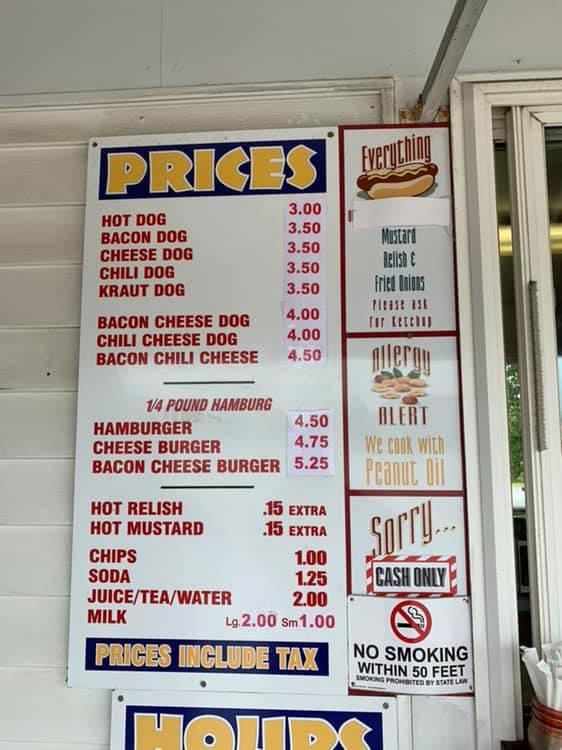 PRICES
HOT DOG 3.00
BACON DOG 3.50
CHEESE DOG 3.50
CHILI DOG 3.50
KRAUT DOG 3.50
BACON CHEESE DOG 4.00
CHILI CHEESE DOG 4.00
BACON CHILI CHEESE 4.50
1/4 POUND HAMBURG
HAMBURGER 4.50
CHEESE BURGER 4.75
BACON CHEESE BURGER 5.25
HOT RELISH .15 EXTRA
HOT MUSTARD .15 EXTRA
CHIPS 1.00
SODA 1.25
JUICE/TEA/WATER 2.00
MILK Lg.2.00 Sm1.00
PRICES INCLUDE TAX
HOURS
Everything
Mustard
Relish &
Fried Onions
Please ask
For Ketchup
Allergy
ALERT
We cook with
Peanut Oil
Sorry...
CASH ONLY
NO SMOKING
WITHIN 50 FEET
SMOKING PROHIBITED BY STATE LAW